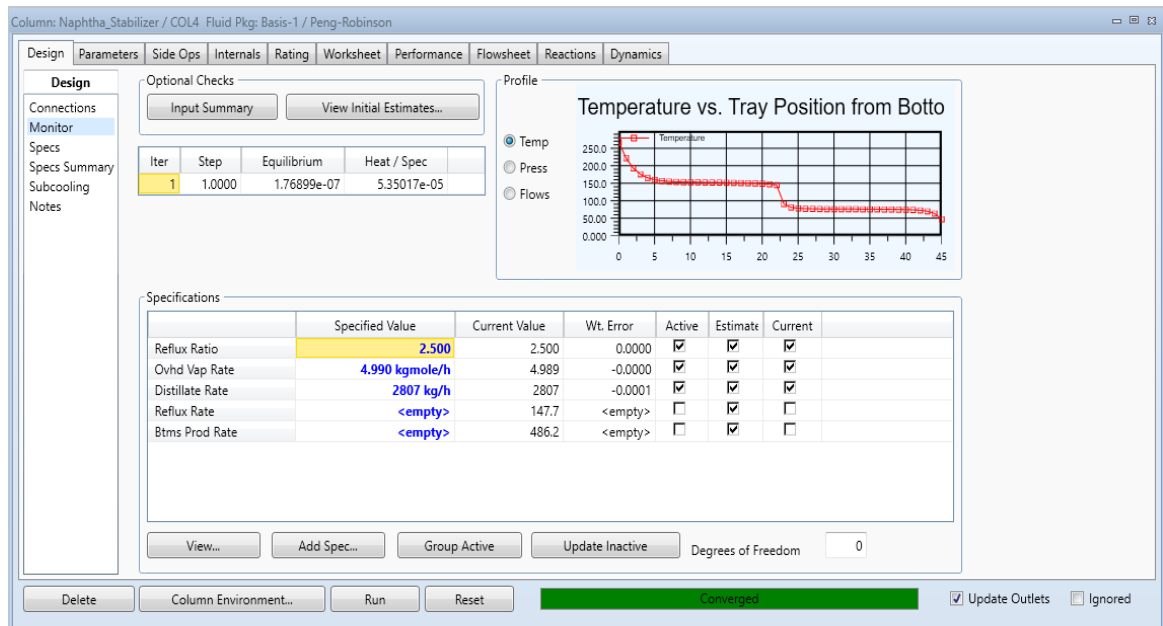 Column: Naphtha_Stabilizer / COL4 Fluid Pkg: Basis-1 / Peng-Robinson
Design Parameters Side Ops Internals Rating Worksheet Performance Flowsheet Reactions Dynamics
Design
Connections
Monitor
Specs
Specs Summary
Subcooling
Notes
Optional Checks
Input Summary View Initial Estimates...
Iter Step Equilibrium Heat / Spec
1 1.0000 1.76899e-07 5.35017e-05
Profile
Temp
Press
Flows
Temperature vs. Tray Position from Botto
Temperature
250.0
200.0
150.0
100.0
50.00
0.000
0 5 10 15 20 25 30 35 40 45
Specifications
Specified Value Current Value Wt. Error Active Estimate Current
Reflux Ratio 2.500 2.500 0.0000
Ovhd Vap Rate 4.990 kgmole/h 4.989 -0.0000
Distillate Rate 2807 kg/h 2807 -0.0001
Reflux Rate <empty> 147.7 <empty>
Btms Prod Rate <empty> 486.2 <empty>
View... Add Spec... Group Active Update Inactive Degrees of Freedom 0
Delete Column Environment... Run Reset Converged Update Outlets Ignored